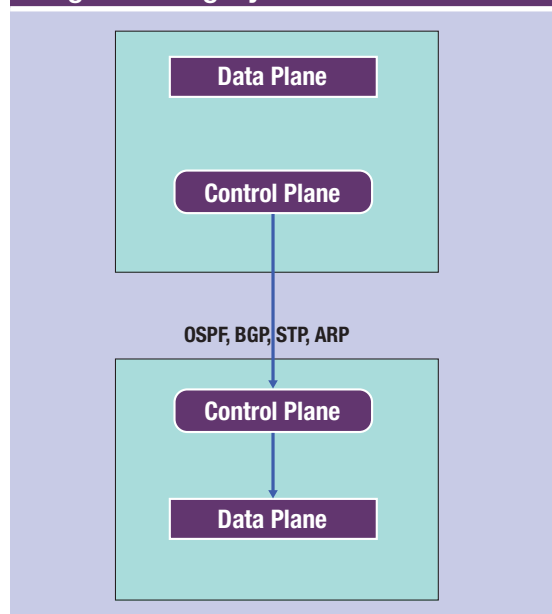 Data Plane
Control Plane
OSPF, BGP, STP, ARP
Control Plane
Data Plane